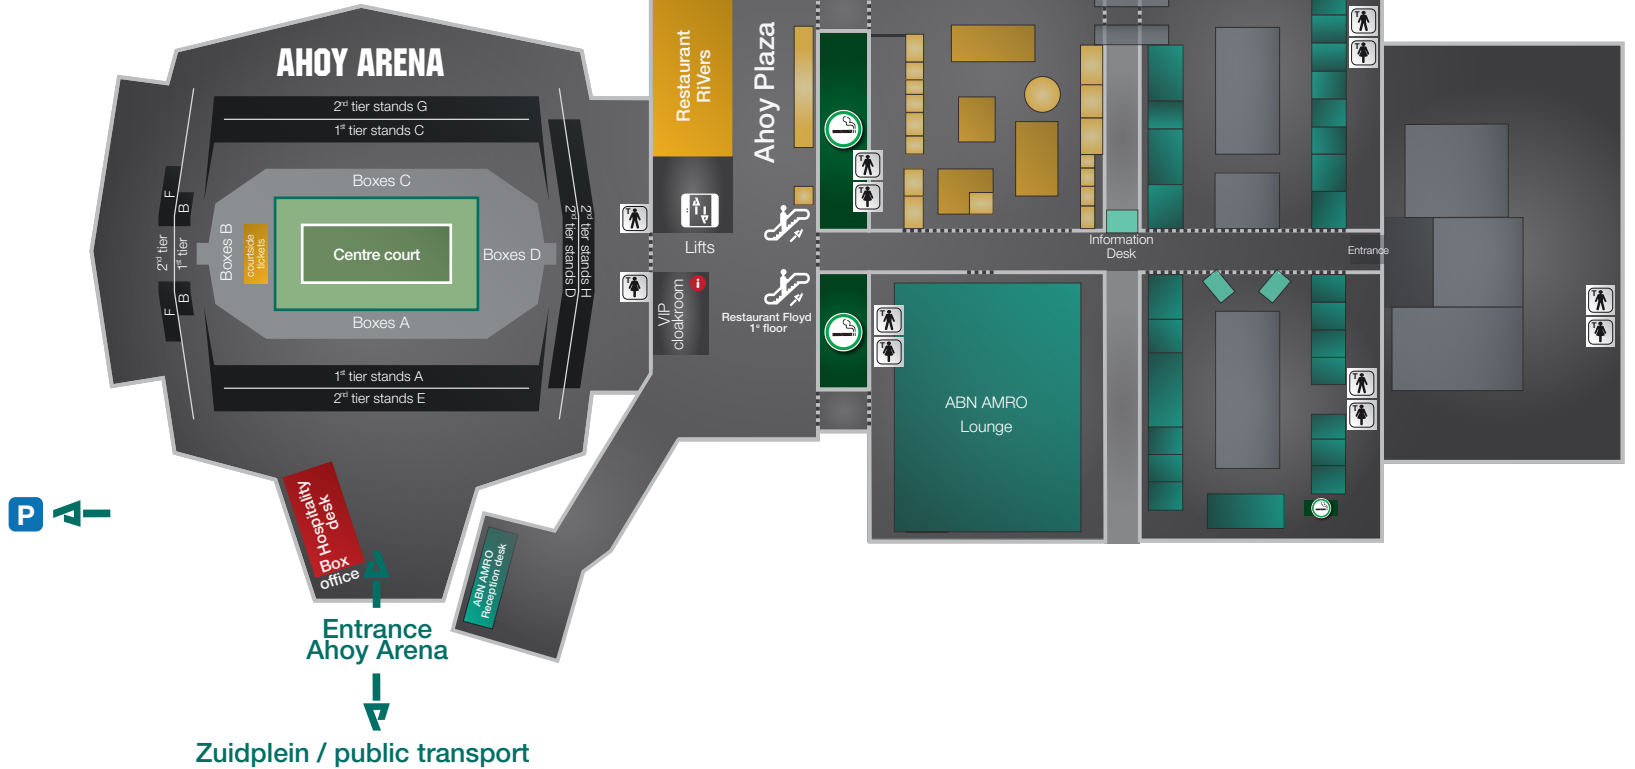 AHOY ARENA
2nd tier stands G
1st tier stands C
Boxes C
F
B
2nd tier
1st tier
B
F
Boxes B
courtside
tickets
Centre court
Boxes D
2nd tier stands D
2nd tier stands H
Boxes A
1st tier stands A
2nd tier stands E
Restaurant
RiVers
Ahoy Plaza
Lifts
VIP
cloakroom
i
Restaurant Floyd
1e floor
T
T
T
T
T
T
T
T
T
T
T
T
Information
Desk
Entrance
ABN AMRO
Lounge
P
Hospitality
desk
Box
office
ABN AMRO
Reception desk
Entrance
Ahoy Arena
Zuidplein / public transport